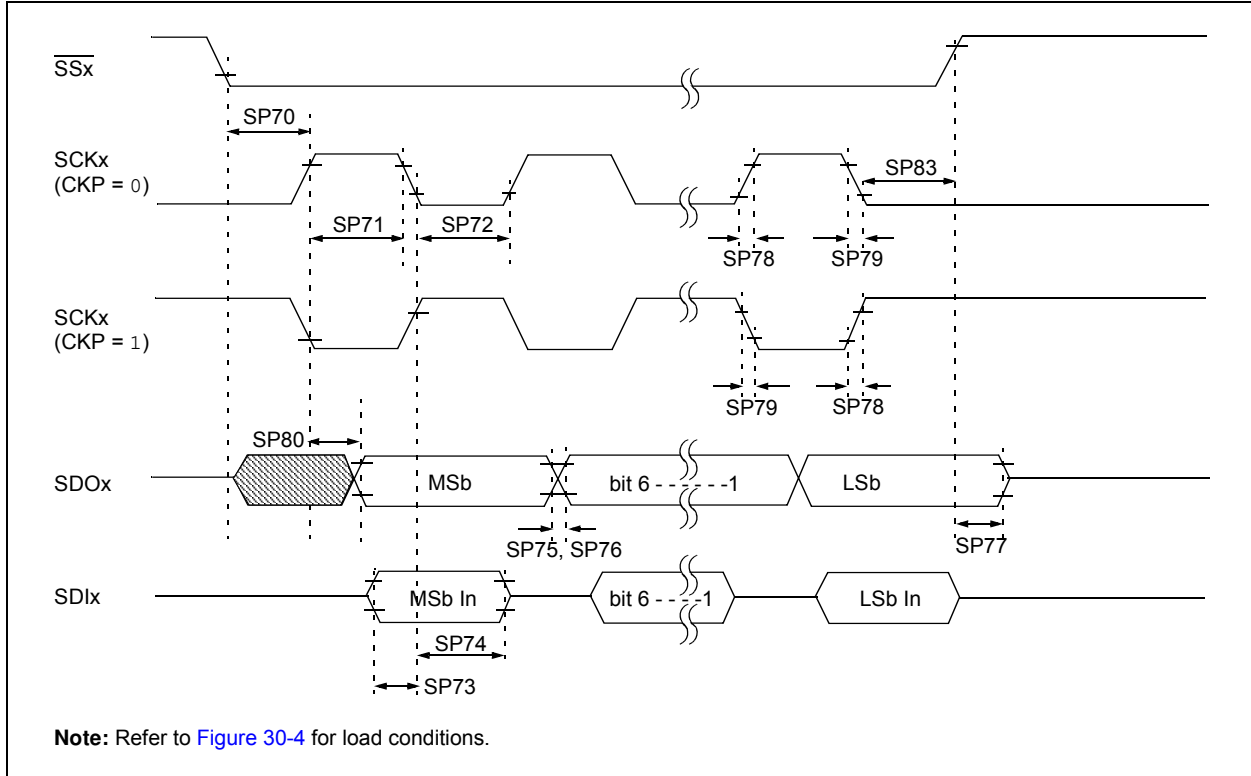 SSx
SP70
SCKx
(CKP = 0)
SP83
SP71
SP72
SP78
SP79
SCKx
(CKP = 1)
SP79
SP78
SP80
SDOx
MSb
bit 6 - - - - - - -1
LSb
SP75, SP76
SP77
SDIx
MSb In
bit 6 - - - - -1
LSb In
SP74
SP73
Note: Refer to Figure 30-4 for load conditions.